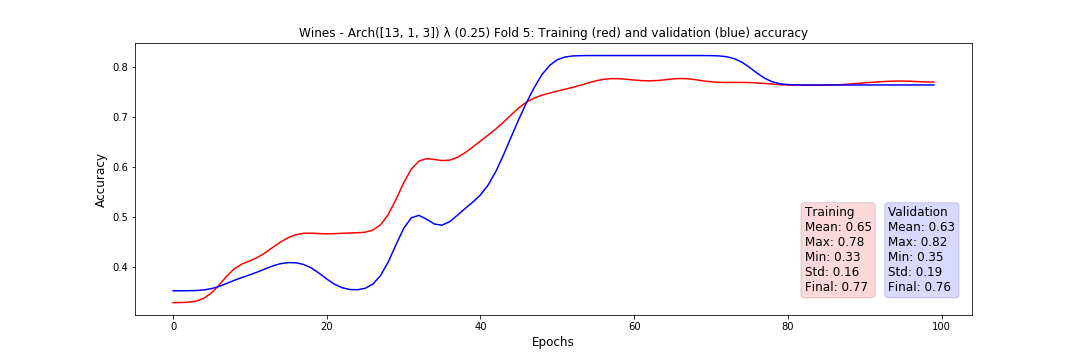 Wines - Arch([13, 1, 3]) λ (0.25) Fold 5: Training (red) and validation (blue) accuracy
Accuracy
0.8
0.7
0.6
0.5
0.4
Training
Mean: 0.65
Max: 0.78
Min: 0.33
Std: 0.16
Final: 0.77
Validation
Mean: 0.63
Max: 0.82
Min: 0.35
Std: 0.19
Final: 0.76
0 20 40 60 80 100
Epochs